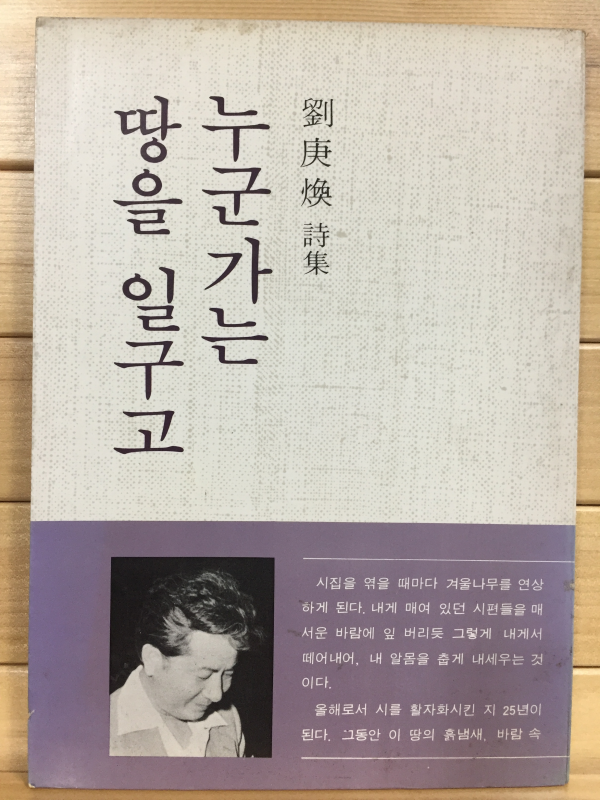 劉庚煥 詩集
누군가는
땅을 일구고
시집을 엮을 때마다 겨울나무를 연상
하게 된다. 내게 매여 있던 시편들을 매
서운 바람에 잎 버리듯 그렇게 내게서
떼어내어, 내 알몸을 춥게 내세우는 것
이다.
올해로서 시를 활자화시킨 지 25년이
된다. 그동안 이 땅의 흙냄새, 바람 속